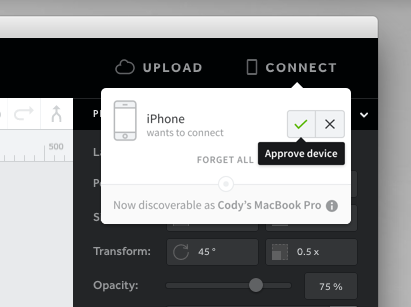 UPLOAD
CONNECT
iPhone
wants to connect
Approve device
FORGET ALL
Now discoverable as Cody's MacBook Pro
500
Transform:
45°
0.5 x
Opacity:
75 %